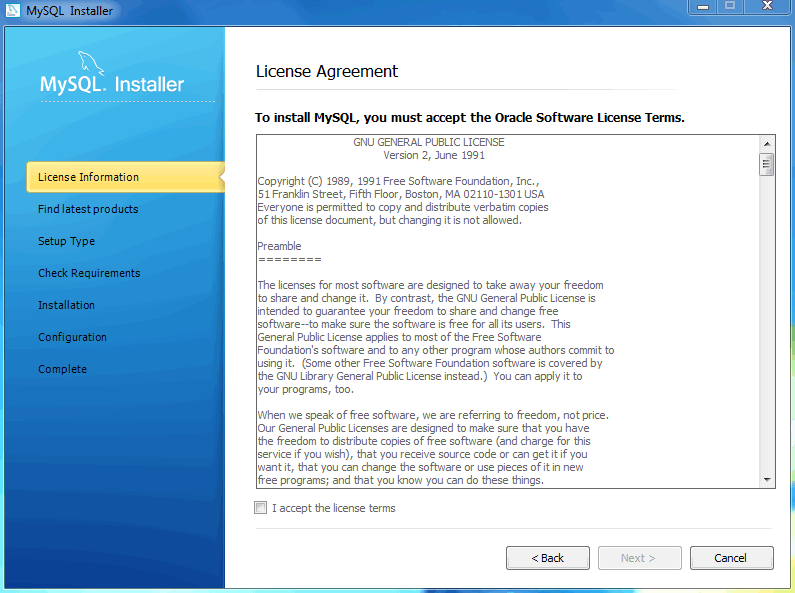 MySQL Installer
MySQL. Installer
License Information
Find latest products
Setup Type
Check Requirements
Installation
Configuration
Complete
License Agreement
To install MySQL, you must accept the Oracle Software License Terms.
GNU GENERAL PUBLIC LICENSE
Version 2, June 1991
Copyright (C) 1989, 1991 Free Software Foundation, Inc.,
51 Franklin Street, Fifth Floor, Boston, MA 02110-1301 USA
Everyone is permitted to copy and distribute verbatim copies
of this license document, but changing it is not allowed.
Preamble
========
The licenses for most software are designed to take away your freedom
to share and change it. By contrast, the GNU General Public License is
intended to guarantee your freedom to share and change free
software--to make sure the software is free for all its users. This
General Public License applies to most of the Free Software
Foundation's software and to any other program whose authors commit to
using it. (Some other Free Software Foundation software is covered by
the GNU Library General Public License instead.) You can apply it to
your programs, too.
When we speak of free software, we are referring to freedom, not price.
Our General Public Licenses are designed to make sure that you have
the freedom to distribute copies of free software (and charge for this
service if you wish), that you receive source code or can get it if you
want it, that you can change the software or use pieces of it in new
free programs; and that you know you can do these things.
I accept the license terms
< Back
Next >
Cancel